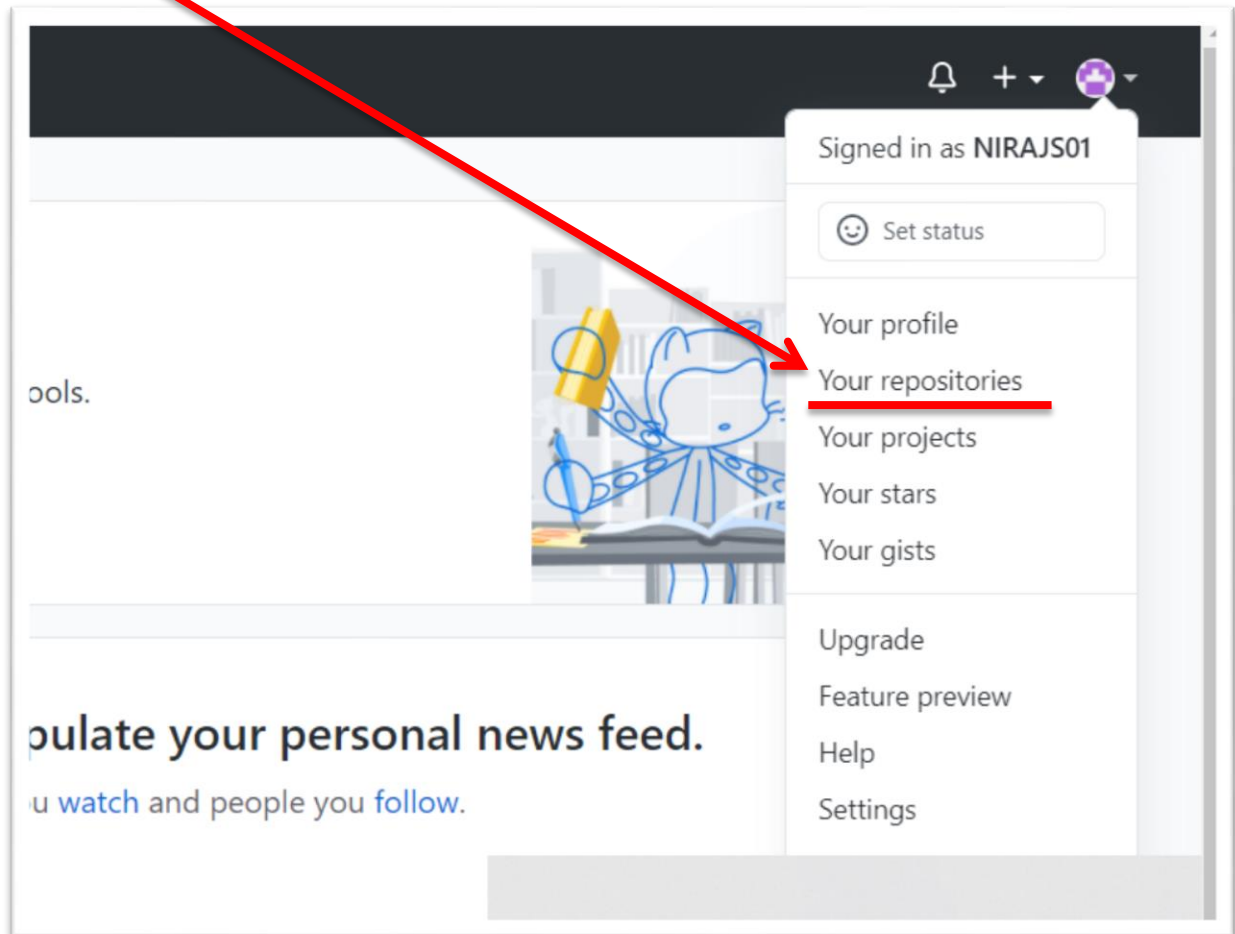 Signed in as NIRAJS01
Set status
Your profile
Your repositories
Your projects
Your stars
Your gists
Upgrade
Feature preview
Help
Settings
ools.
pulate your personal news feed.
u watch and people you follow.